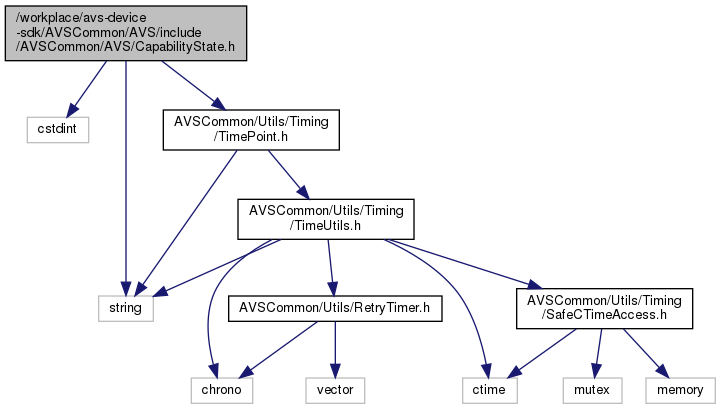 /workplace/avs-device
-sdk/AVSCommon/AVS/include
/AVSCommon/AVS/CapabilityState.h
cstdint
AVSCommon/Utils/Timing
/TimePoint.h
AVSCommon/Utils/Timing
/TimeUtils.h
string
AVSCommon/Utils/RetryTimer.h
AVSCommon/Utils/Timing
/SafeCTimeAccess.h
chrono
vector
ctime
mutex
memory